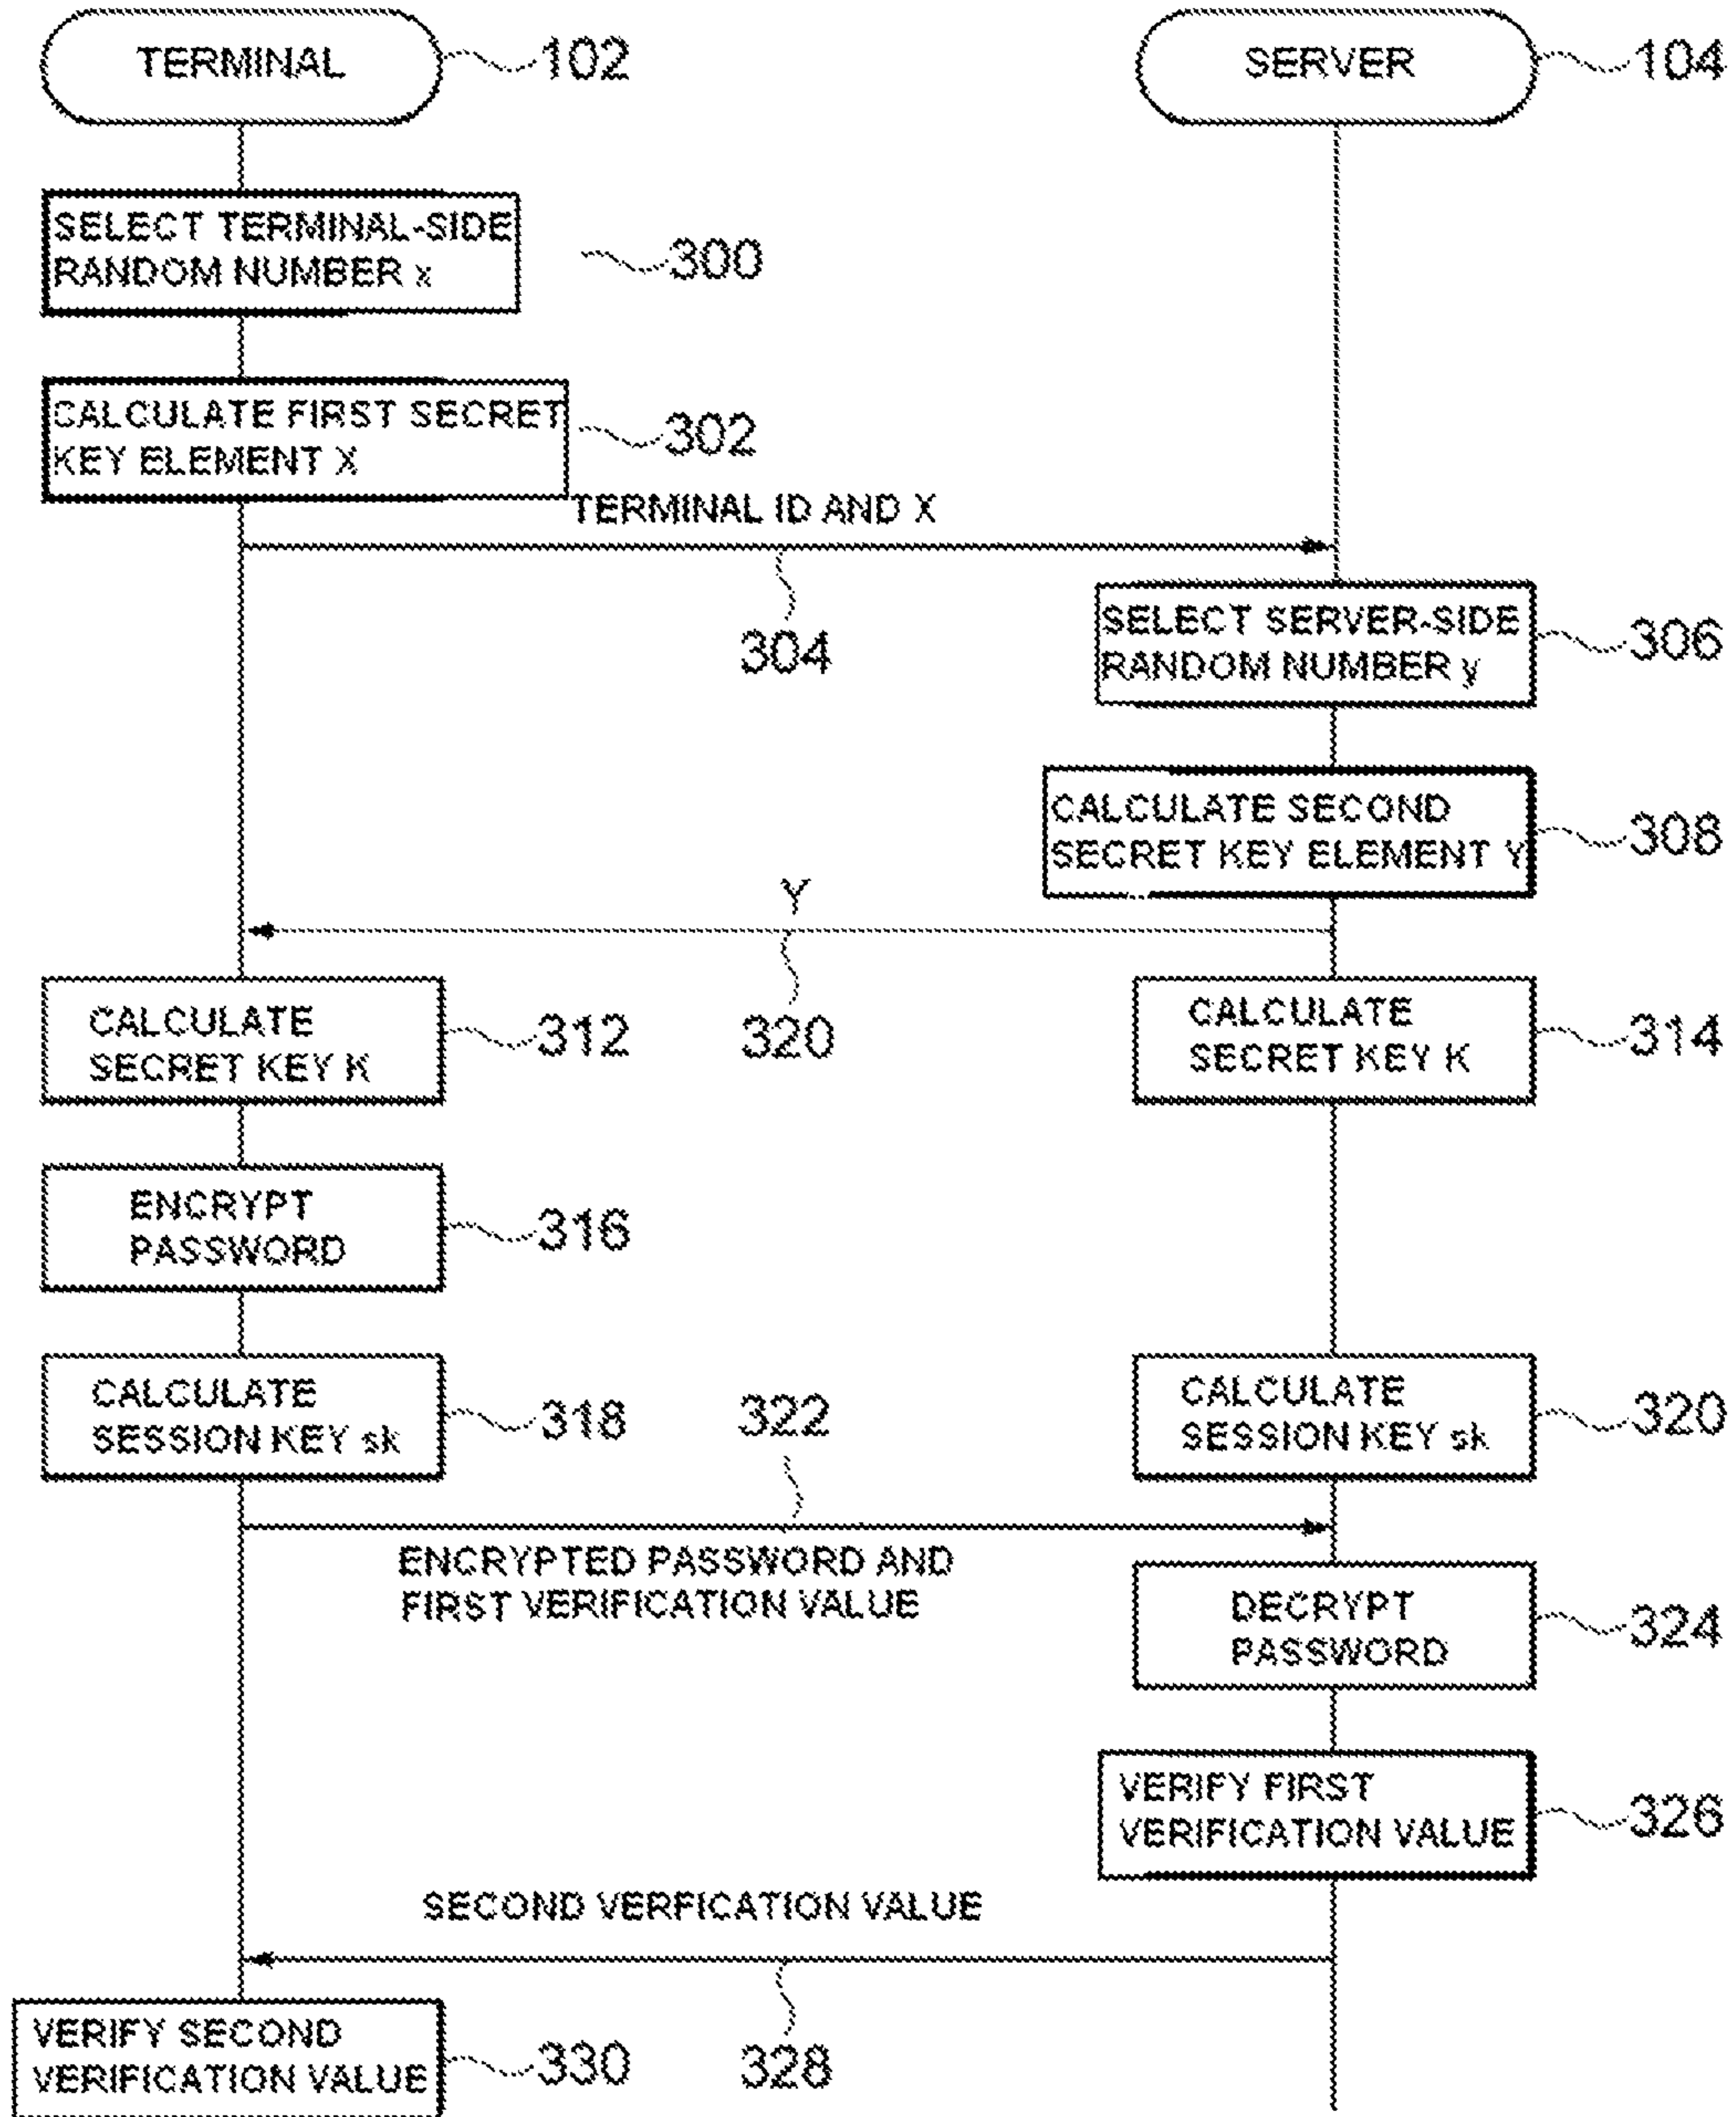 TERMINAL
102
SERVER
104
SELECT TERMINAL-SIDE
RANDOM NUMBER x
300
CALCULATE FIRST SECRET
KEY ELEMENT X
302
TERMINAL ID AND X
304
SELECT SERVER-SIDE
RANDOM NUMBER y
306
CALCULATE SECOND
SECRET KEY ELEMENT Y
308
Y
320
CALCULATE
SECRET KEY K
312
CALCULATE
SECRET KEY K
314
ENCRYPT
PASSWORD
316
CALCULATE
SESSION KEY sk
318
322
CALCULATE
SESSION KEY sk
320
ENCRYPTED PASSWORD AND
FIRST VERIFICATION VALUE
DECRYPT
PASSWORD
324
VERIFY FIRST
VERIFICATION VALUE
326
SECOND VERFICATION VALUE
328
VERIFY SECOND
VERIFICATION VALUE
330